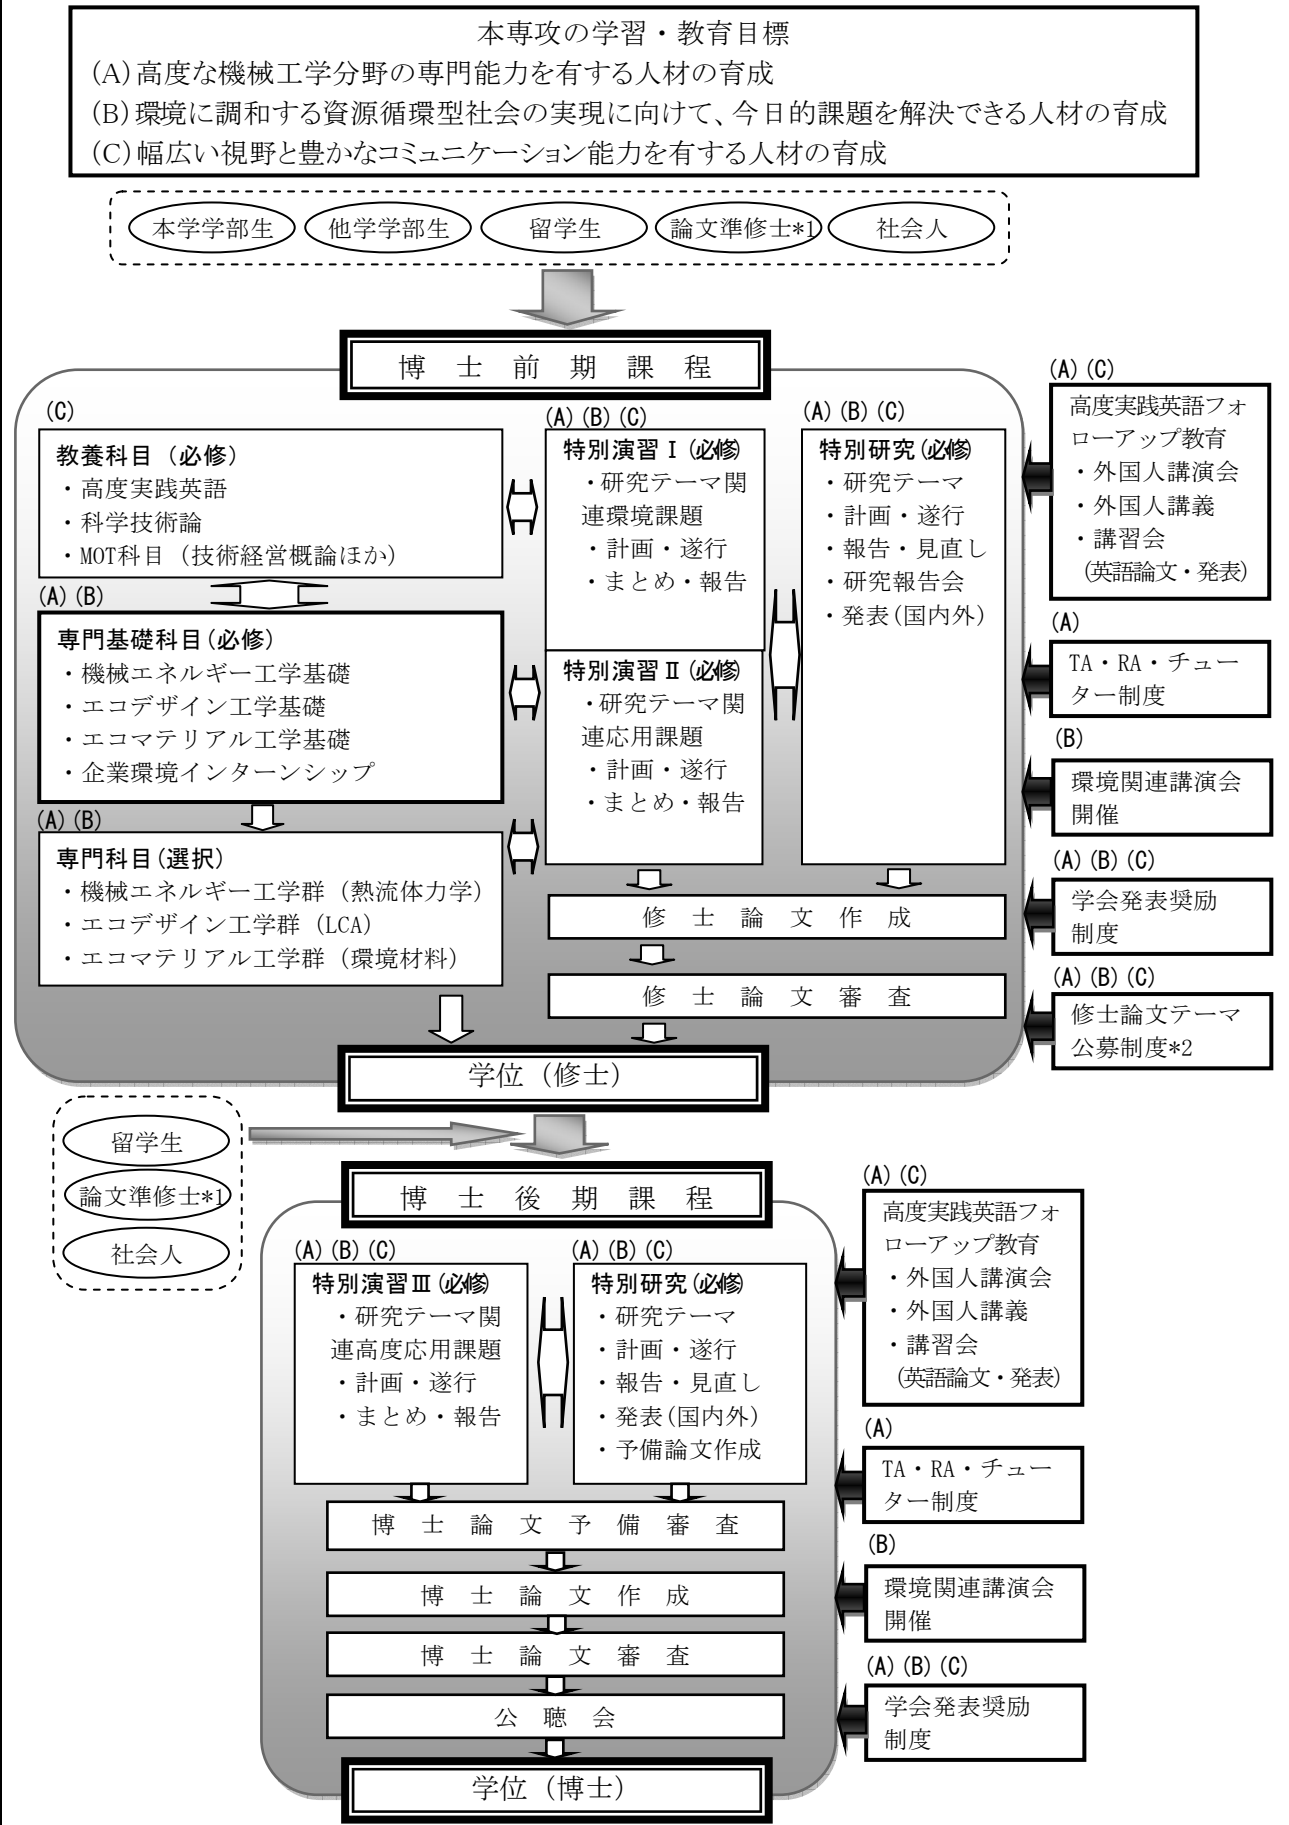 本専攻の学習・教育目標
(A)高度な機械工学分野の専門能力を有する人材の育成
(B)環境に調和する資源循環型社会の実現に向けて、今日的課題を解決できる人材の育成
(C)幅広い視野と豊かなコミュニケーション能力を有する人材の育成
本学学部生
他学学部生
留学生
論文準修士*1
社会人
博士前期課程
(C)
教養科目（必修）
・高度実践英語
・科学技術論
・MOT科目（技術経営概論ほか）
(A)(B)
専門基礎科目(必修)
・機械エネルギー工学基礎
・エコデザイン工学基礎
・エコマテリアル工学基礎
・企業環境インターンシップ
(A)(B)
専門科目(選択)
・機械エネルギー工学群（熱流体力学）
・エコデザイン工学群（LCA）
・エコマテリアル工学群（環境材料）
(A)(B)(C)
特別演習Ⅰ(必修)
・研究テーマ関
連環境課題
・計画・遂行
・まとめ・報告
特別演習Ⅱ(必修)
・研究テーマ関
連応用課題
・計画・遂行
・まとめ・報告
(A)(B)(C)
特別研究(必修)
・研究テーマ
・計画・遂行
・報告・見直し
・研究報告会
・発表(国内外)
修士論文作成
修士論文審査
学位（修士）
(A)(C)
高度実践英語フォ
ローアップ教育
・外国人講演会
・外国人講義
・講習会
(英語論文・発表)
(A)
TA・RA・チュー
ター制度
(B)
環境関連講演会
開催
(A)(B)(C)
学会発表奨励
制度
(A)(B)(C)
修士論文テーマ
公募制度*2
留学生
論文準修士*1
社会人
博士後期課程
(A)(B)(C)
特別演習Ⅲ(必修)
・研究テーマ関
連高度応用課題
・計画・遂行
・まとめ・報告
(A)(B)(C)
特別研究(必修)
・研究テーマ
・計画・遂行
・報告・見直し
・発表(国内外)
・予備論文作成
博士論文予備審査
博士論文作成
博士論文審査
公聴会
学位（博士）
(A)(C)
高度実践英語フォ
ローアップ教育
・外国人講演会
・外国人講義
・講習会
(英語論文・発表)
(A)
TA・RA・チュー
ター制度
(B)
環境関連講演会
開催
(A)(B)(C)
学会発表奨励
制度